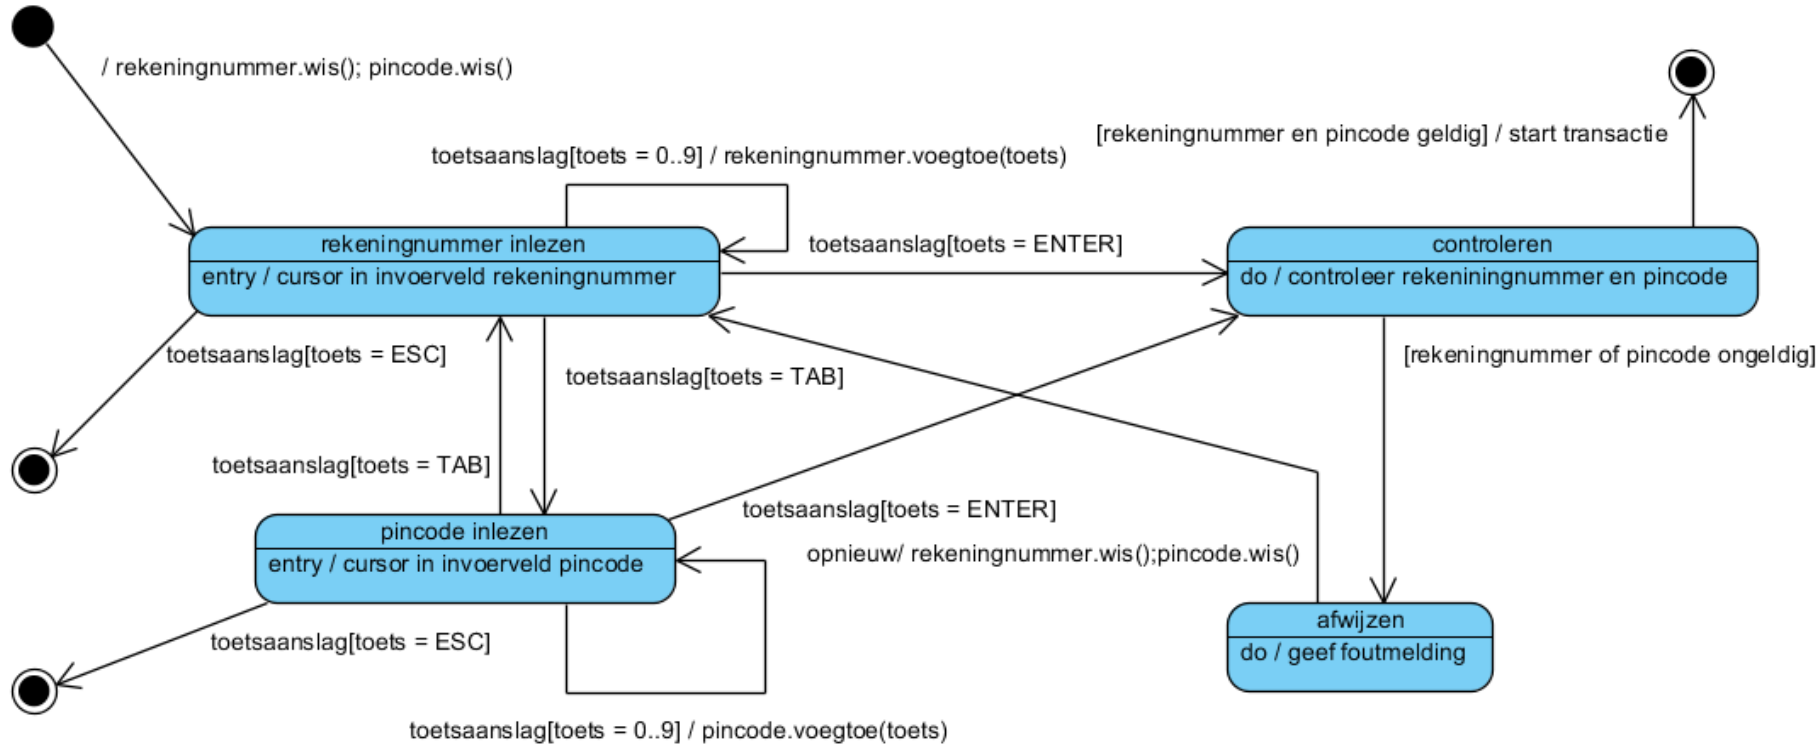 / rekeningnummer.wis(); pincode.wis()
[rekeningnummer en pincode geldig] / start transactie
toetsaanslag[toets = 0..9] / rekeningnummer.voegtoe(toets)
rekeningnummer inlezen
entry / cursor in invoerveld rekeningnummer
toetsaanslag[toets = ENTER]
controleren
do / controleer rekeniningnummer en pincode
toetsaanslag[toets = ESC]
toetsaanslag[toets = TAB]
[rekeningnummer of pincode ongeldig]
toetsaanslag[toets = TAB]
toetsaanslag[toets = ENTER]
pincode inlezen
entry / cursor in invoerveld pincode
opnieuw/ rekeningnummer.wis();pincode.wis()
afwijzen
do / geef foutmelding
toetsaanslag[toets = ESC]
toetsaanslag[toets = 0..9] / pincode.voegtoe(toets)